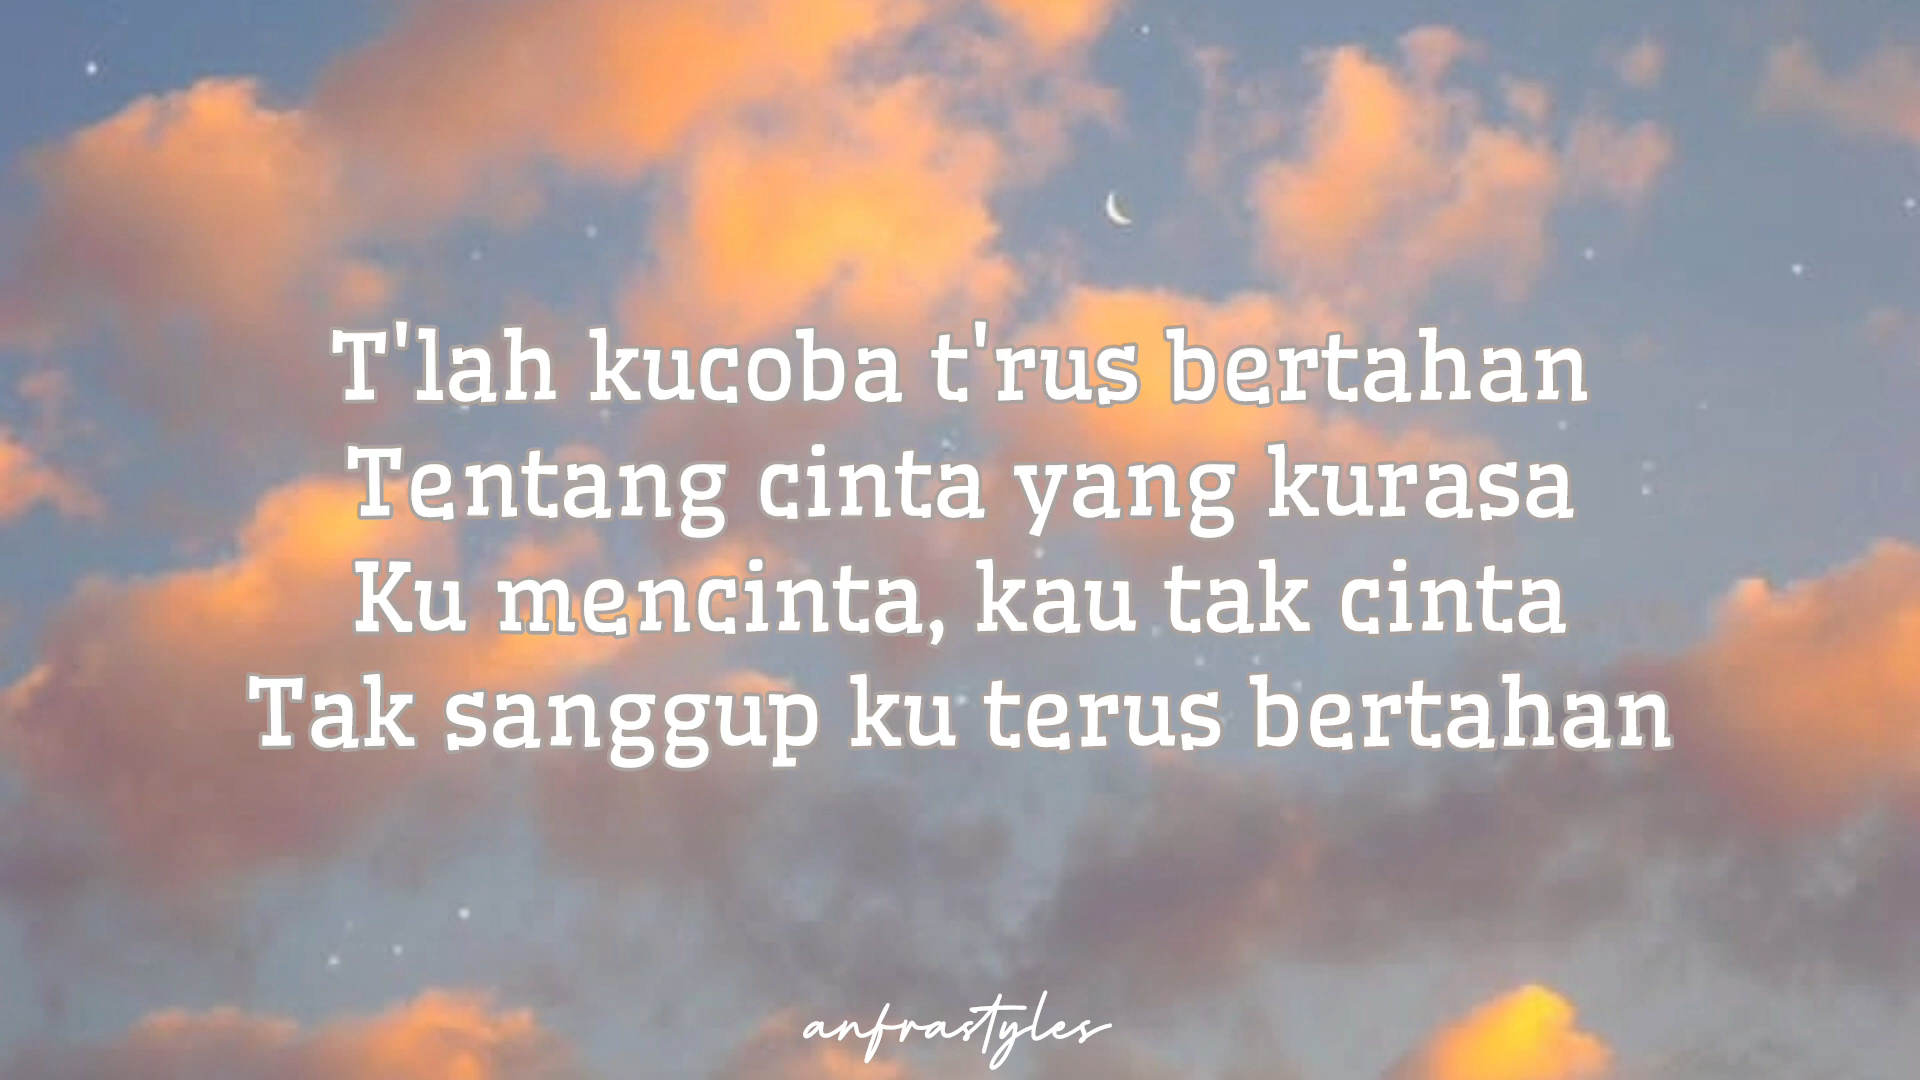 T'lah kucoba t'rus bertahan
Tentang cinta yang kurasa
Ku mencinta, kau tak cinta
Tak sanggup ku terus bertahan
anfrastyles